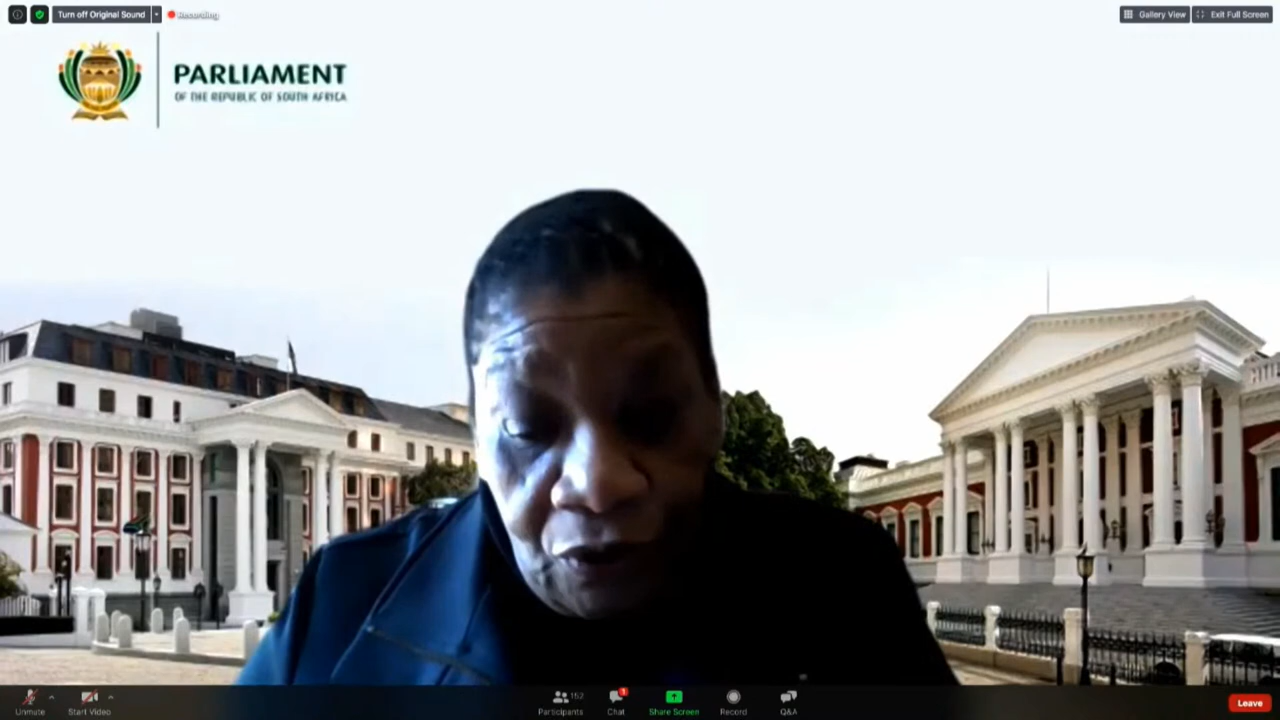 Turn off Original Sound
Recording
Gallery View
Exit Full Screen
PARLIAMENT
OF THE REPUBLIC OF SOUTH AFRICA
Unmute
Start Video
152
Participants
1
Chat
Share Screen
Record
Q&A
Leave